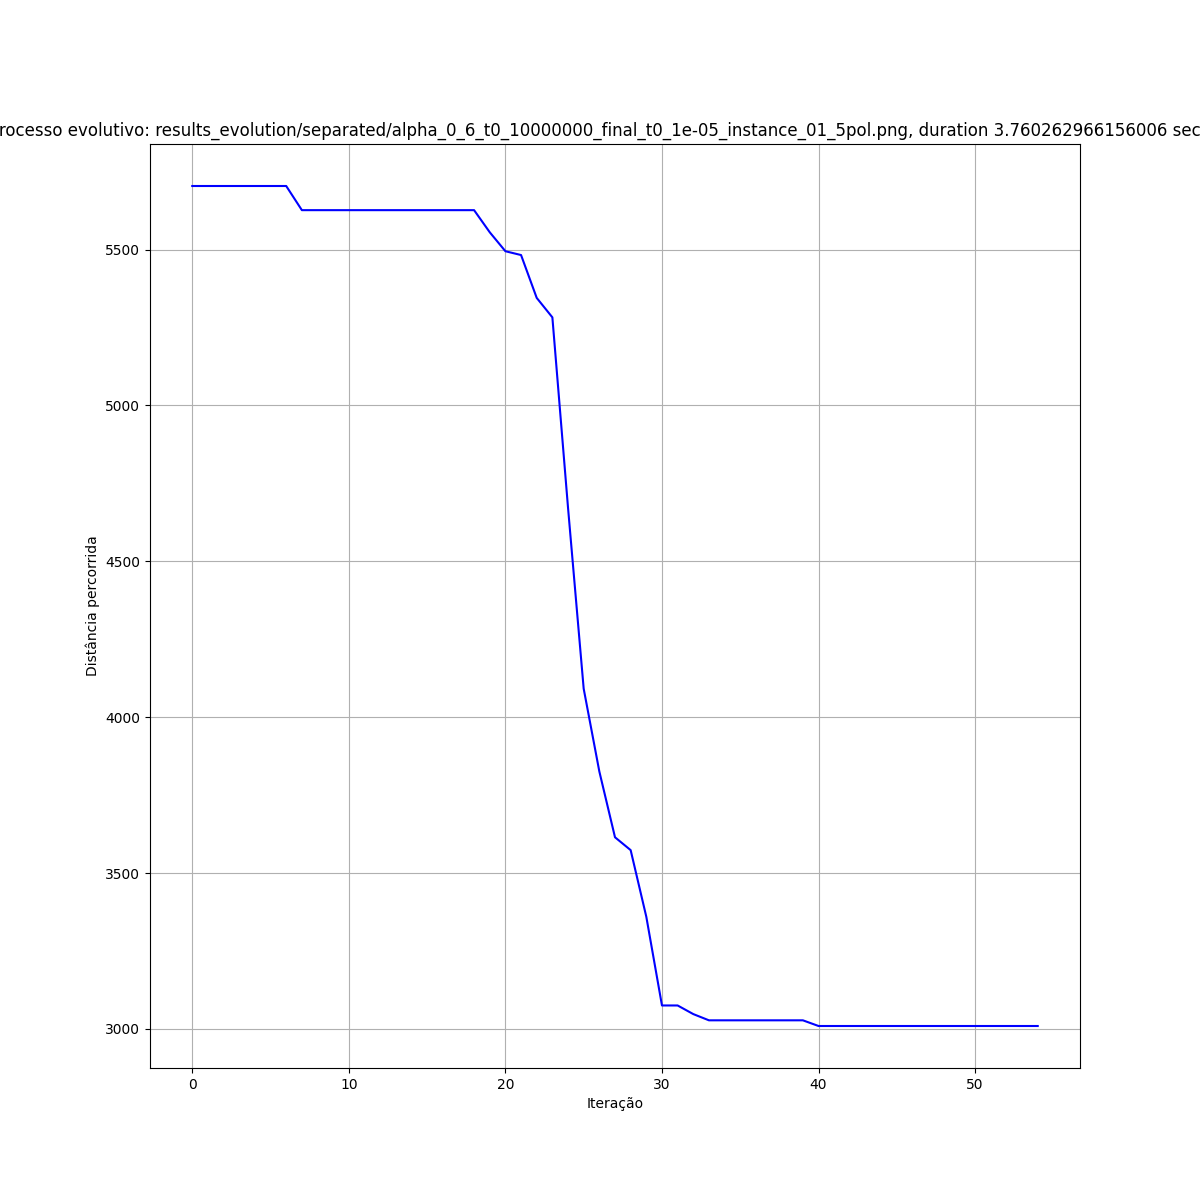 rocesso evolutivo: results_evolution/separated/alpha_0_6_t0_10000000_final_t0_1e-05_instance_01_5pol.png, duration 3.760262966156006 sec
5500
5000
4500
4000
3500
3000
Distância percorrida
0 10 20 30 40 50
Iteração